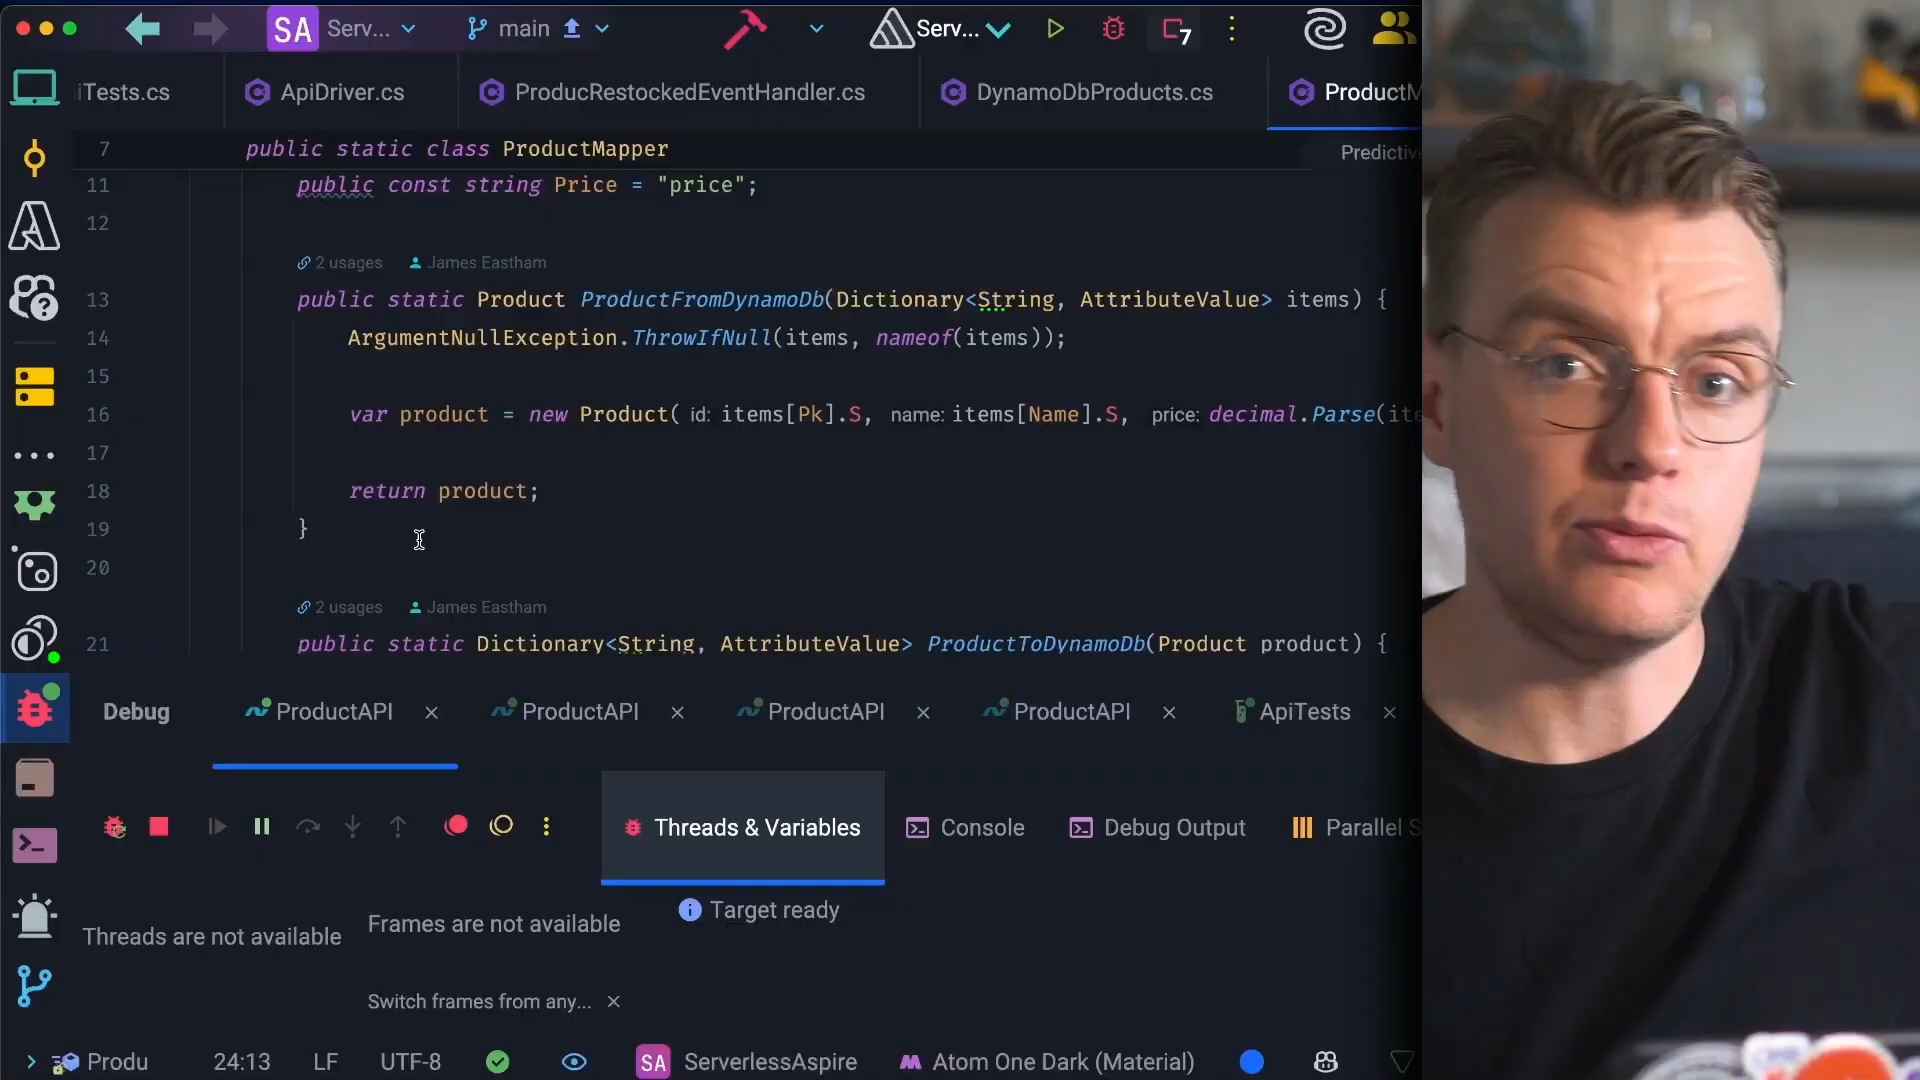 SA Serv... main Serv... 7
iTests.cs ApiDriver.cs ProducRestockedEventHandler.cs DynamoDbProducts.cs ProductM
7 public static class ProductMapper
Predictive
11 public const string Price = "price";
12
2 usages James Eastham
13 public static Product ProductFromDynamoDb(Dictionary<String, AttributeValue> items) {
14 ArgumentNullException.ThrowIfNull(items, nameof(items));
15
16 var product = new Product( id: items[Pk].S, name: items[Name].S, price: decimal.Parse(ite
17
18 return product;
19 }
20
2 usages James Eastham
21 public static Dictionary<String, AttributeValue> ProductToDynamoDb(Product product) {
Debug ProductAPI × ProductAPI × ProductAPI × ProductAPI × ApiTests ×
Threads & Variables Console Debug Output Parallel S
Threads are not available
Frames are not available
Target ready
Switch frames from any... ×
Produ 24:13 LF UTF-8 SA ServerlessAspire Atom One Dark (Material)